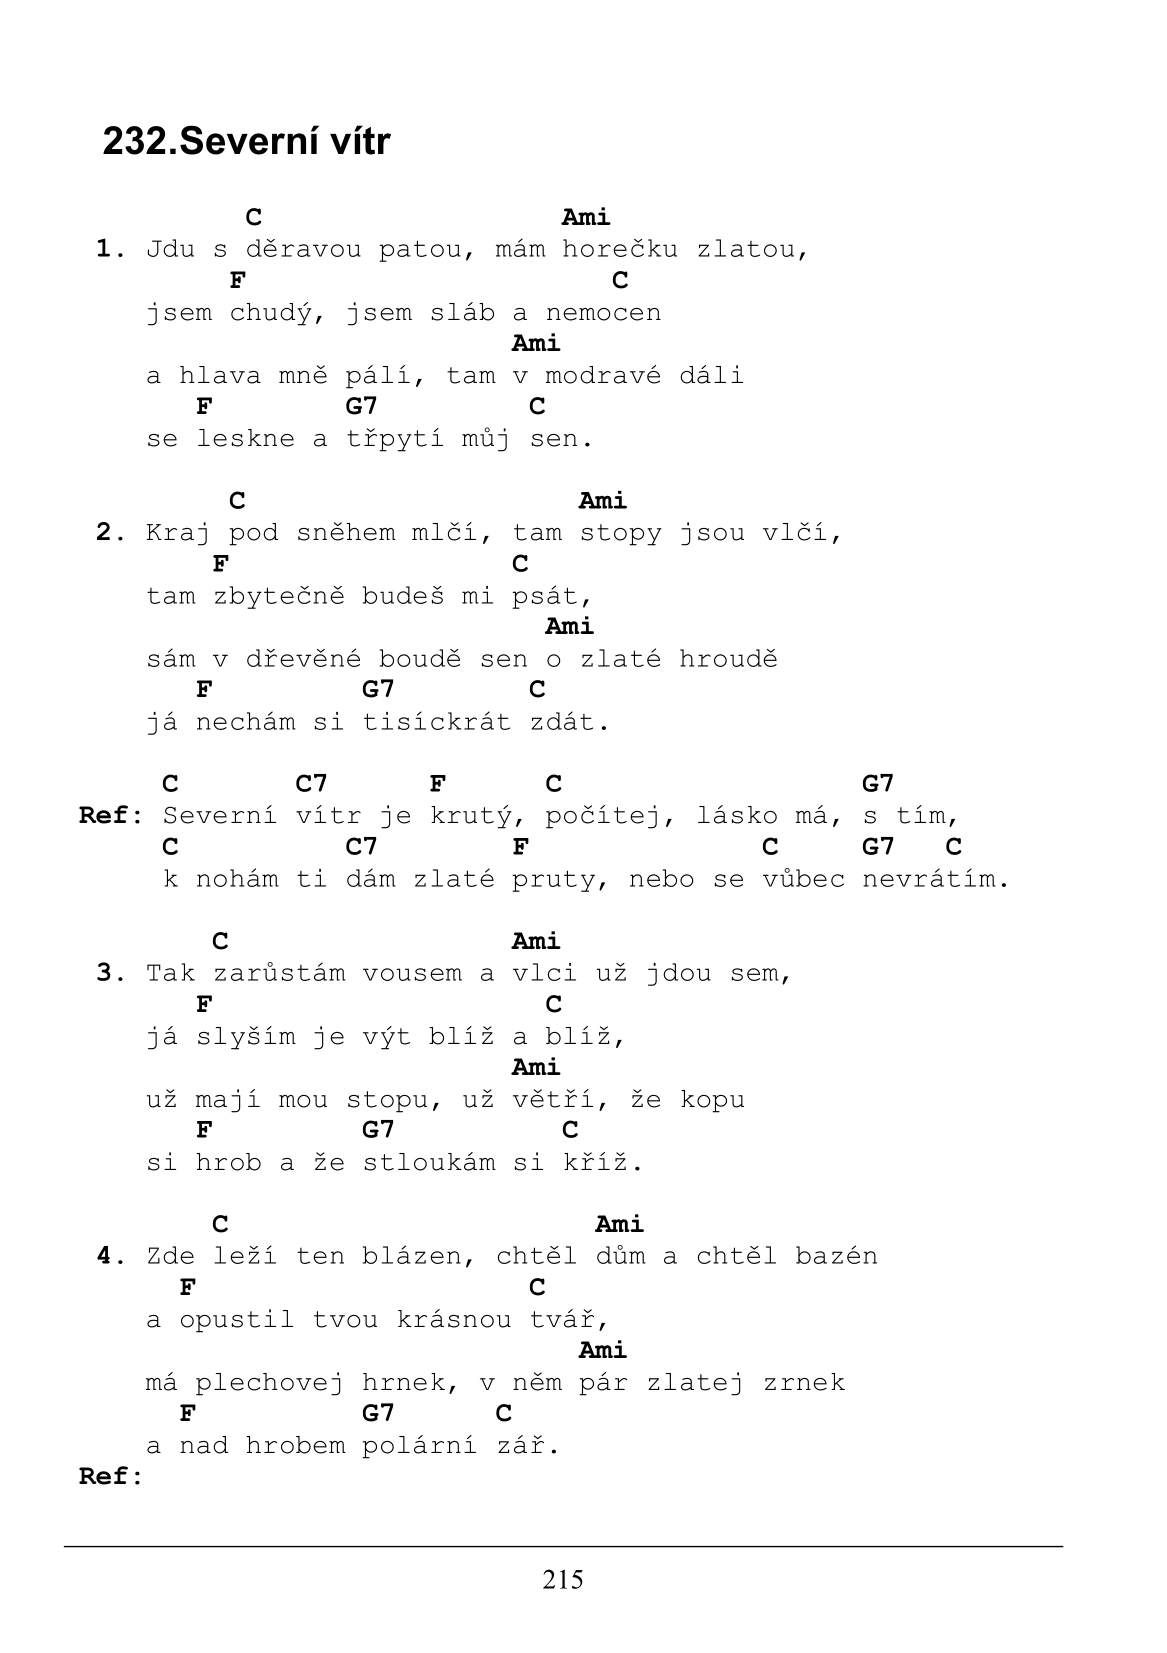 232.Severní vítr
C Ami
1. Jdu s děravou patou, mám horečku zlatou,
F C
jsem chudý, jsem sláb a nemocen
Ami
a hlava mně pálí, tam v modravé dáli
F G7 C
se leskne a třpytí můj sen.
C Ami
2. Kraj pod sněhem mlčí, tam stopy jsou vlčí,
F C
tam zbytečně budeš mi psát,
Ami
sám v dřevěné boudě sen o zlaté hroudě
F G7 C
já nechám si tisíckrát zdát.
C C7 F C G7
Ref: Severní vítr je krutý, počítej, lásko má, s tím,
C C7 F C G7 C
k nohám ti dám zlaté pruty, nebo se vůbec nevrátím.
C Ami
3. Tak zarůstám vousem a vlci už jdou sem,
F C
já slyším je výt blíž a blíž,
Ami
už mají mou stopu, už větří, že kopu
F G7 C
si hrob a že stloukám si kříž.
C Ami
4. Zde leží ten blázen, chtěl dům a chtěl bazén
F C
a opustil tvou krásnou tvář,
Ami
má plechovej hrnek, v něm pár zlatej zrnek
F G7 C
a nad hrobem polární zář.
Ref:
215